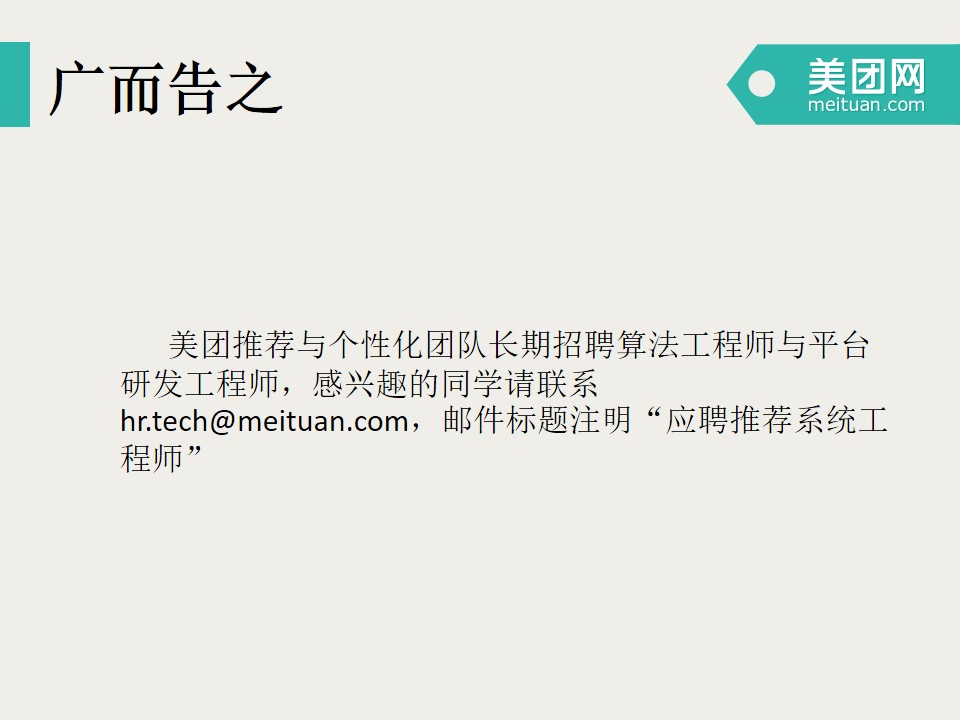 广而告之
美团网
meituan.com
美团推荐与个性化团队长期招聘算法工程师与平台
研发工程师，感兴趣的同学请联系
hr.tech@meituan.com，邮件标题注明“应聘推荐系统工
程师”